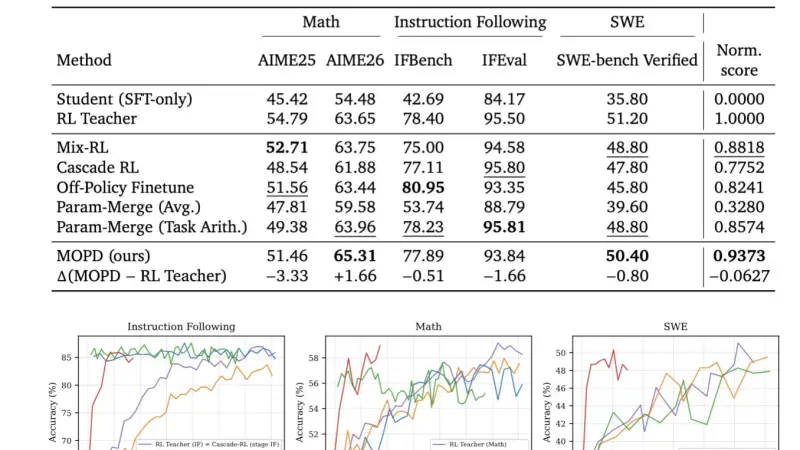 Math Instruction Following SWE
Method AIME25 AIME26 IFBench IFEval SWE-bench Verified Norm. score
Student (SFT-only) 45.42 54.48 42.69 84.17 35.80 0.0000
RL Teacher 54.79 63.65 78.40 95.50 51.20 1.0000
Mix-RL 52.71 63.75 75.00 94.58 48.80 0.8818
Cascade RL 48.54 61.88 77.11 95.80 47.80 0.7752
Off-Policy Finetune 51.56 63.44 80.95 93.35 45.80 0.8241
Param-Merge (Avg.) 47.81 59.58 53.74 88.79 39.60 0.3280
Param-Merge (Task Arith.) 49.38 63.96 78.23 95.81 48.80 0.8574
MOPD (ours) 51.46 65.31 77.89 93.84 50.40 0.9373
Δ(MOPD − RL Teacher) −3.33 +1.66 −0.51 −1.66 −0.80 −0.0627
Instruction Following
Accuracy (%)
85
80
75
70
RL Teacher (IF) = Cascade-RL (stage IF)
Math
Accuracy (%)
58
56
54
52
RL Teacher (Math)
SWE
Accuracy (%)
50
48
46
44
42
40